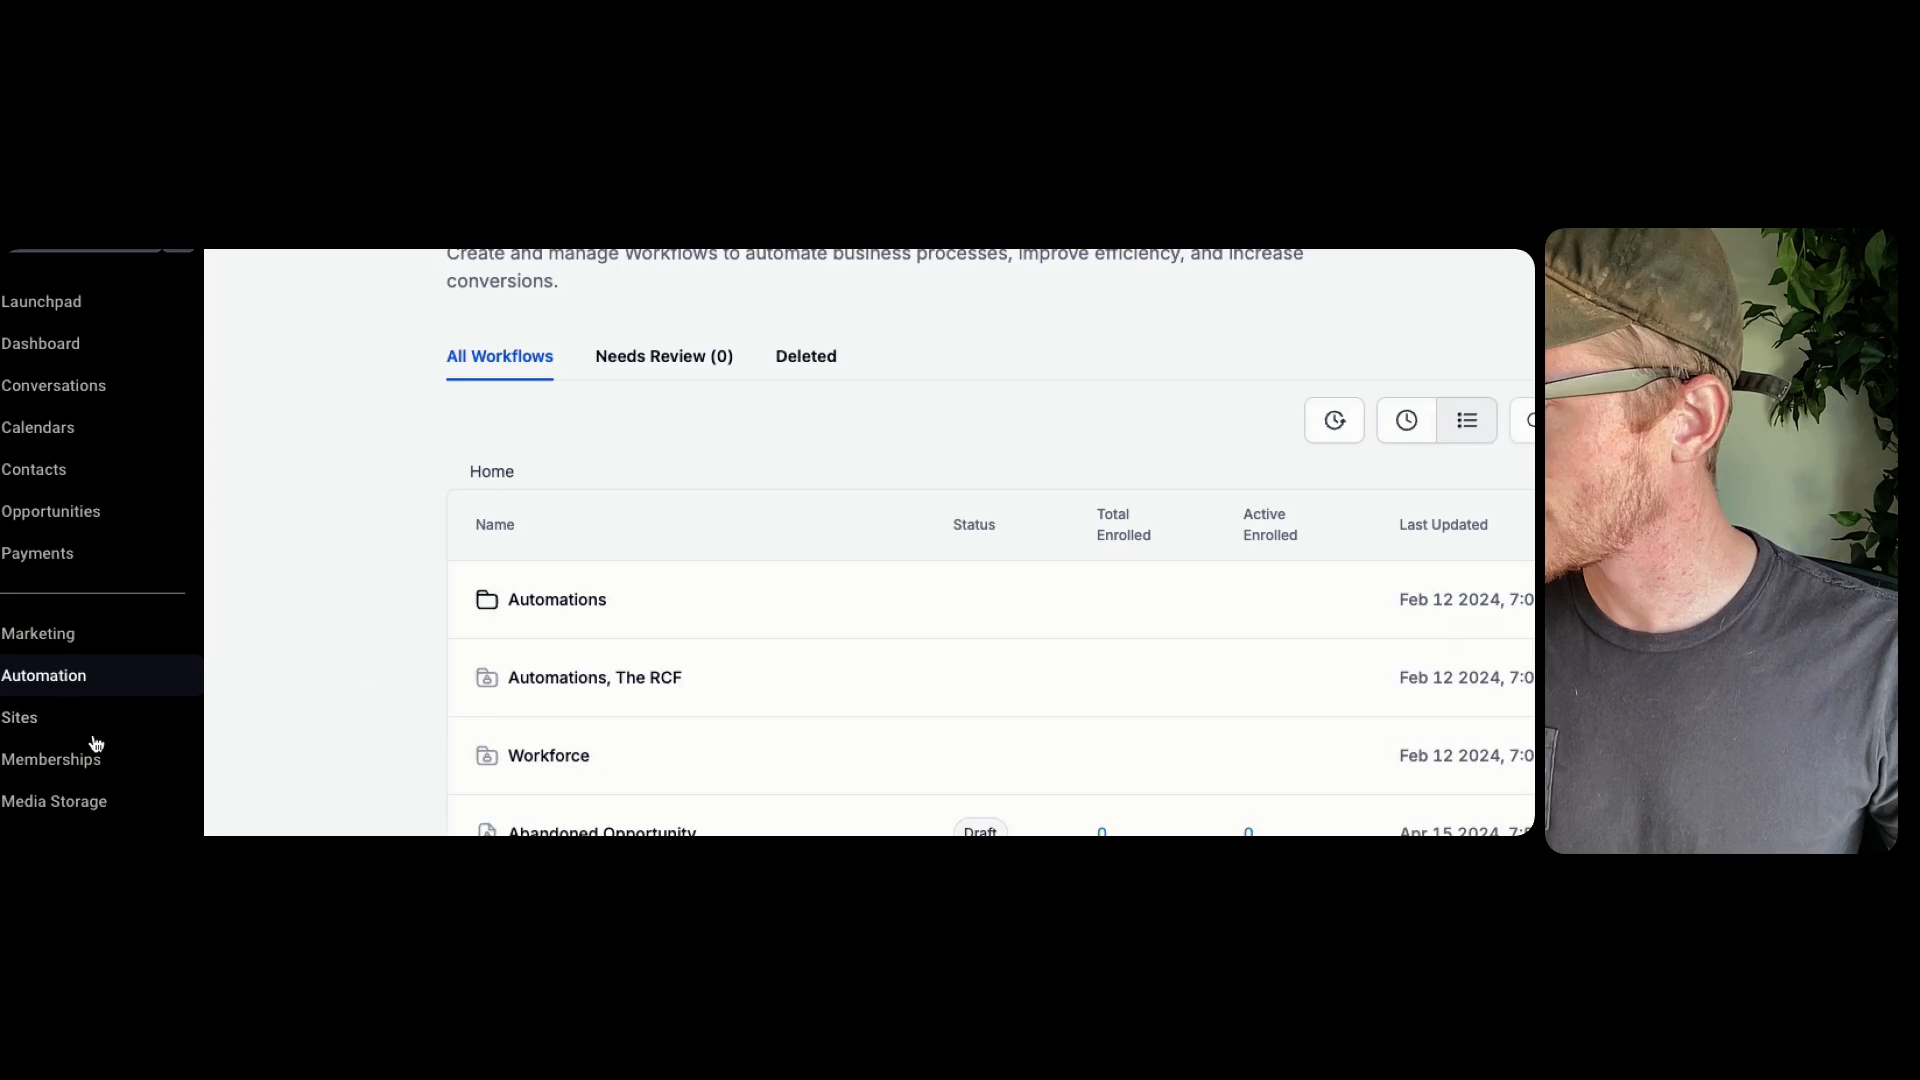 Launchpad
Dashboard
Conversations
Calendars
Contacts
Opportunities
Payments
Marketing
Automation
Sites
Memberships
Media Storage
Create and manage Workflows to automate business processes, improve efficiency, and increase
conversions.
All Workflows Needs Review (0) Deleted
Home
Name Status Total Enrolled Active Enrolled Last Updated
Automations Feb 12 2024, 7:0
Automations, The RCF Feb 12 2024, 7:0
Workforce Feb 12 2024, 7:0
Abandoned Opportunity Draft 0 0 Apr 15 2024,